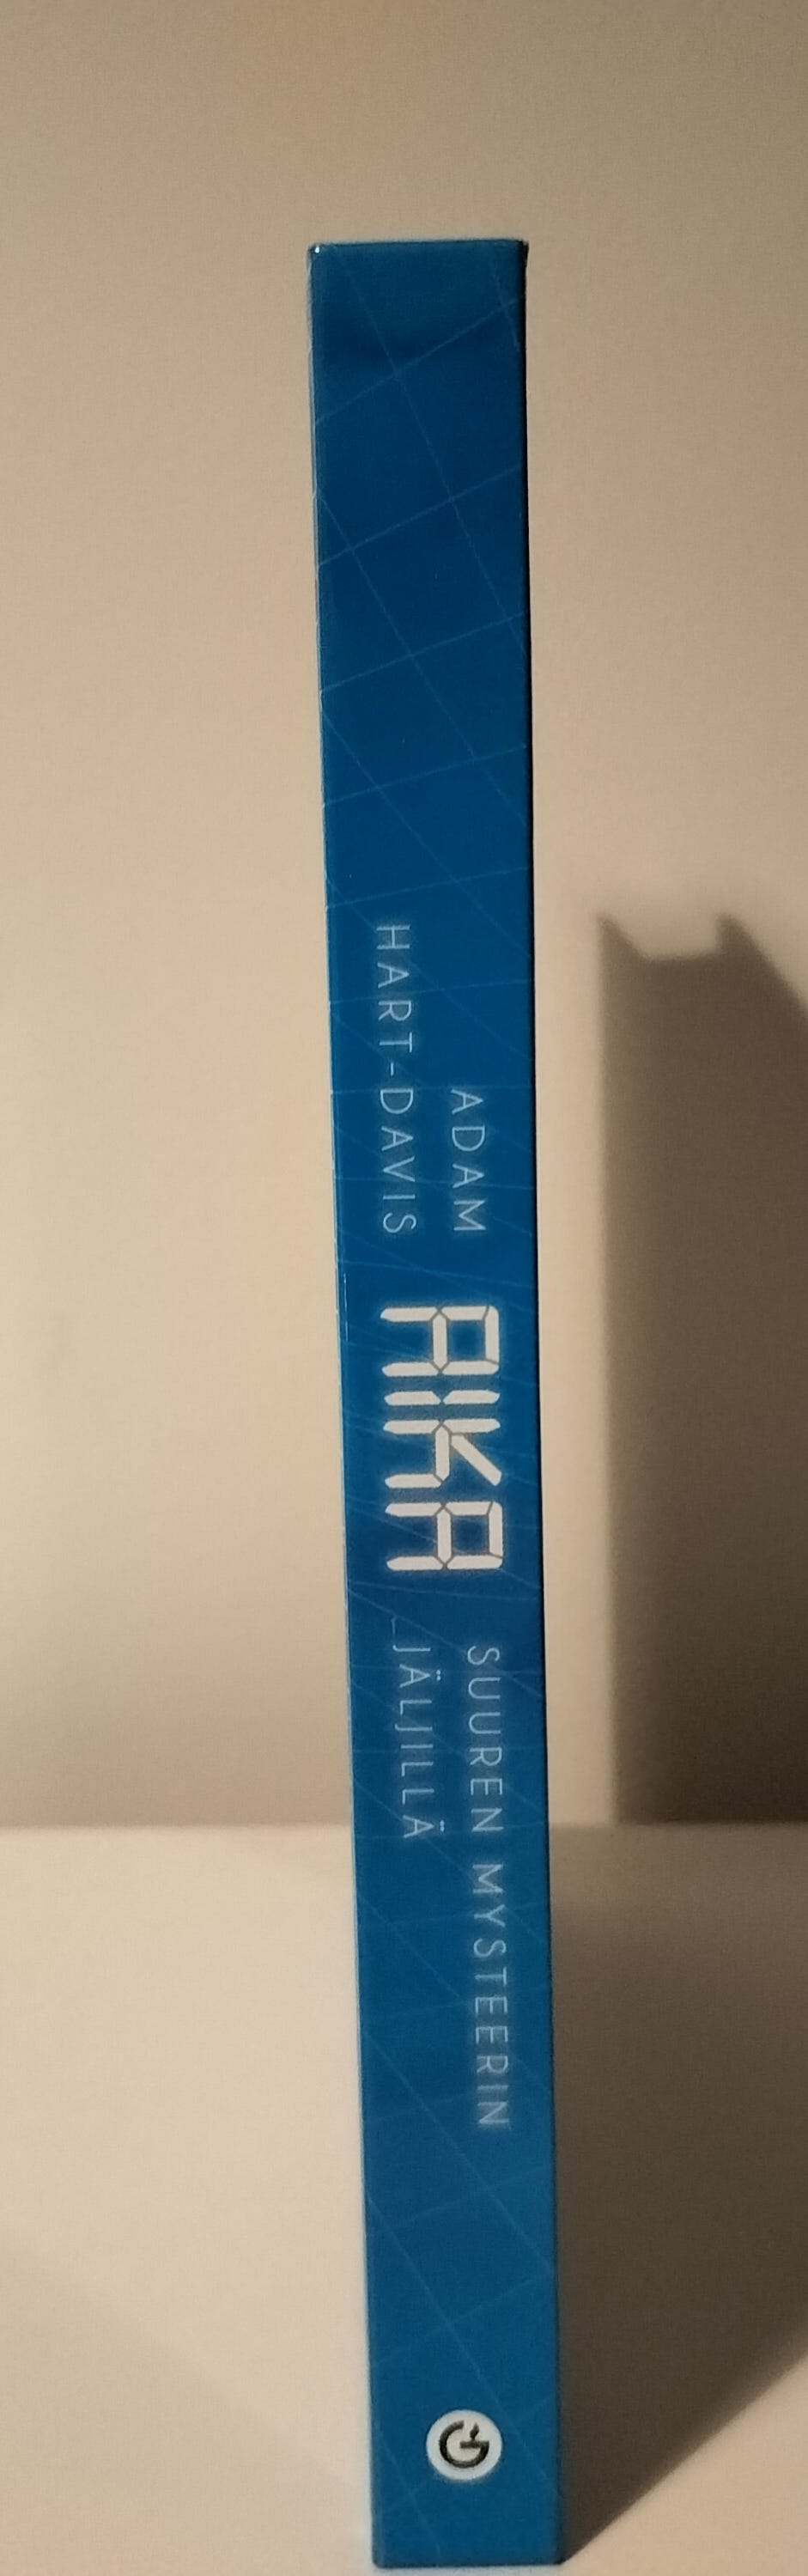 ADAM
HART-DAVIS
AIKA
SUUREN MYSTEERIN
JÄLJILLÄ